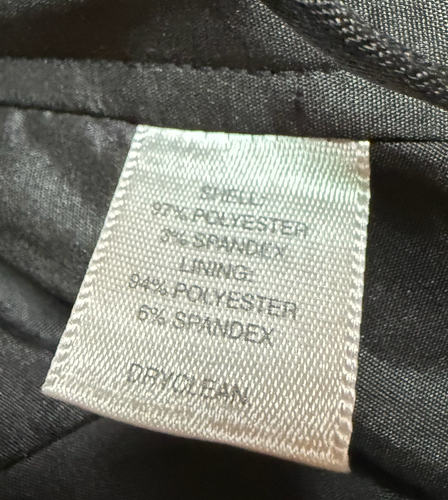 SHELL:
97% POLYESTER
3% SPANDEX
LINING:
94% POLYESTER
6% SPANDEX
DRYCLEAN.